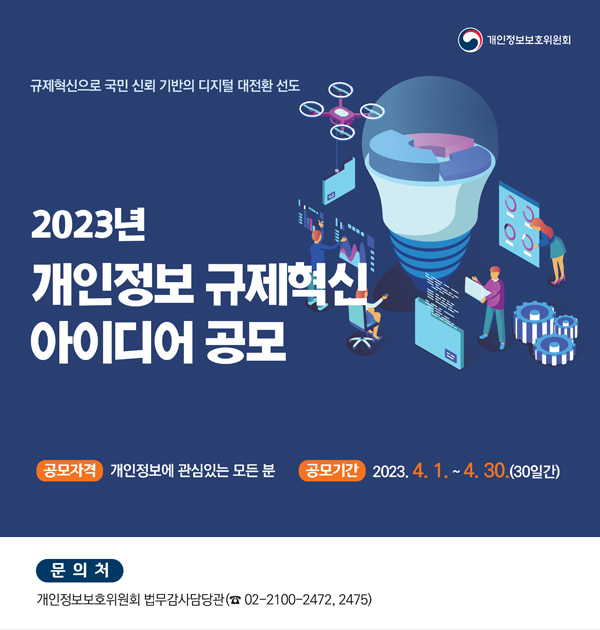 개인정보보호위원회
규제혁신으로 국민 신뢰 기반의 디지털 대전환 선도
2023년
개인정보 규제혁신
아이디어 공모
공모자격 개인정보에 관심있는 모든 분 공모기간 2023. 4. 1. ~ 4. 30.(30일간)
문 의 처
개인정보보호위원회 법무감사담당관(☎ 02-2100-2472, 2475)